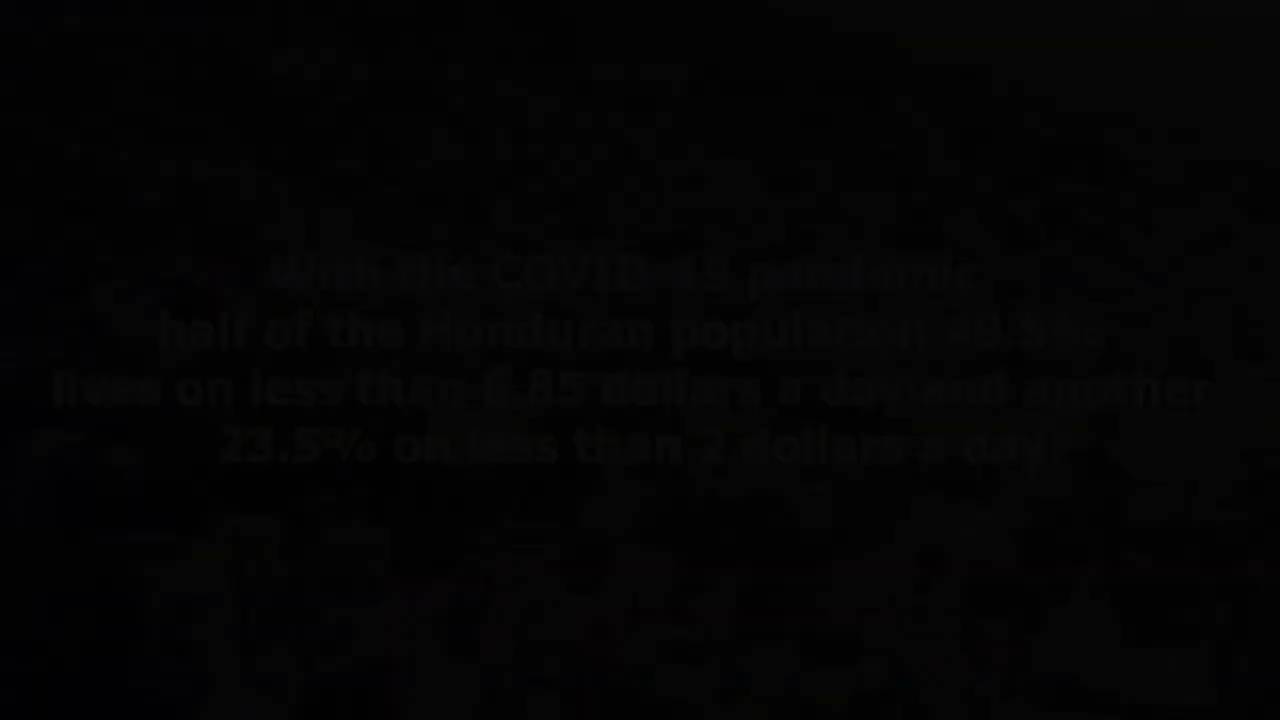 With the COVID-19 pandemic
half of the Honduran population
lives on less than 6.85 dollars a day and another
23.5% on less than 2 dollars a day